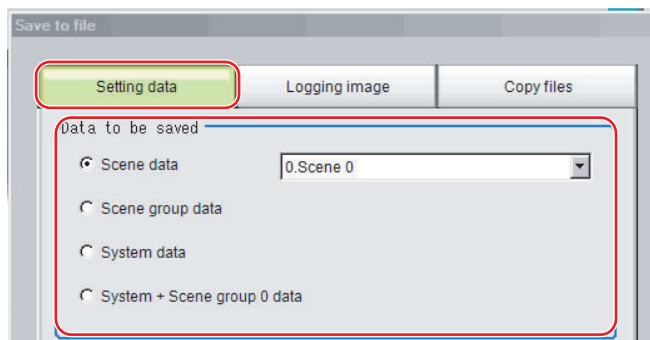 Save to file
Setting data Logging image Copy files
Data to be saved
Scene data 0.Scene 0
Scene group data
System data
System + Scene group 0 data